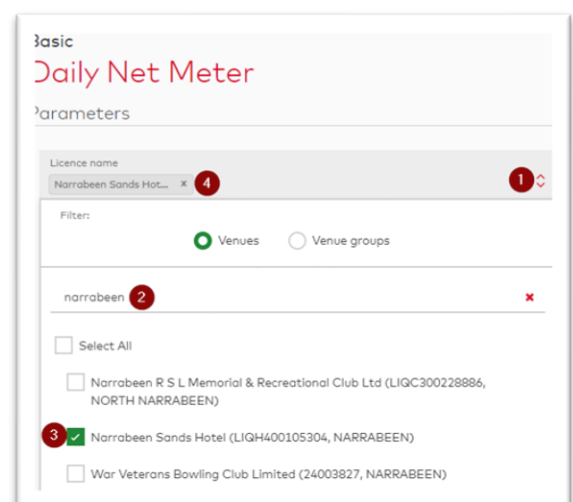 Basic
Daily Net Meter
Parameters
Licence name
Narrabeen Sands Hot... x 4
1
Filter:
Venues Venue groups
narrabeen 2 x
Select All
Narrabeen R S L Memorial & Recreational Club Ltd (LIQC300228886,
NORTH NARRABEEN)
3 Narrabeen Sands Hotel (LIQH400105304, NARRABEEN)
War Veterans Bowling Club Limited (24003827, NARRABEEN)